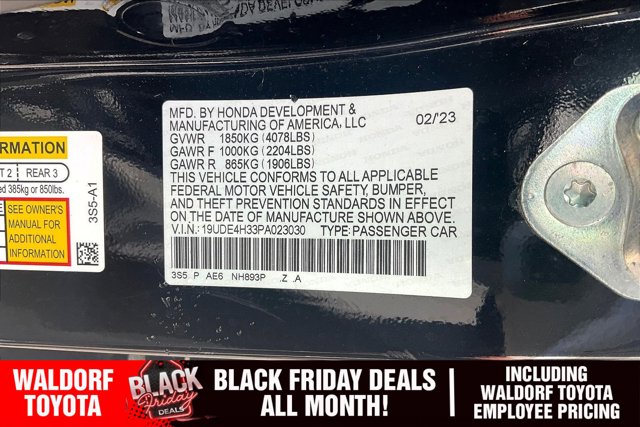 MFD. BY HONDA DEVELOPMENT &
MANUFACTURING OF AMERICA, LLC 02/23
GVWR 1850KG (4078LBS)
GAWR F 1000KG (2204LBS)
GAWR R 865KG (1906LBS)
THIS VEHICLE CONFORMS TO ALL APPLICABLE
FEDERAL MOTOR VEHICLE SAFETY, BUMPER,
AND THEFT PREVENTION STANDARDS IN EFFECT
ON THE DATE OF MANUFACTURE SHOWN ABOVE.
V.I.N.: 19UDE4H33PA023030 TYPE: PASSENGER CAR
3S5 P AE6 NH893P .Z .A
ORMATION
T 2 REAR 3
ed 385kg or 850lbs.
SEE OWNER'S
MANUAL FOR
ADDITIONAL
INFORMATION
3S5-A1
WALDORF
TOYOTA
BLACK
Friday
DEALS
BLACK FRIDAY DEALS
ALL MONTH!
INCLUDING
WALDORF TOYOTA
EMPLOYEE PRICING